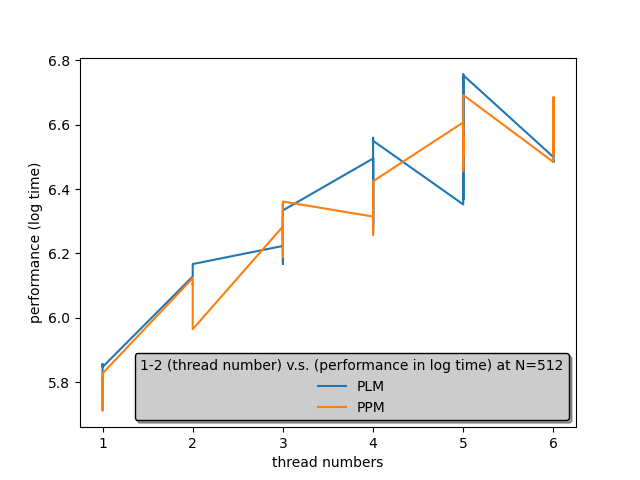 6.8
6.6
6.4
6.2
6.0
5.8
performance (log time)
1-2 (thread number) v.s. (performance in log time) at N=512
PLM
PPM
1 2 3 4 5 6
thread numbers